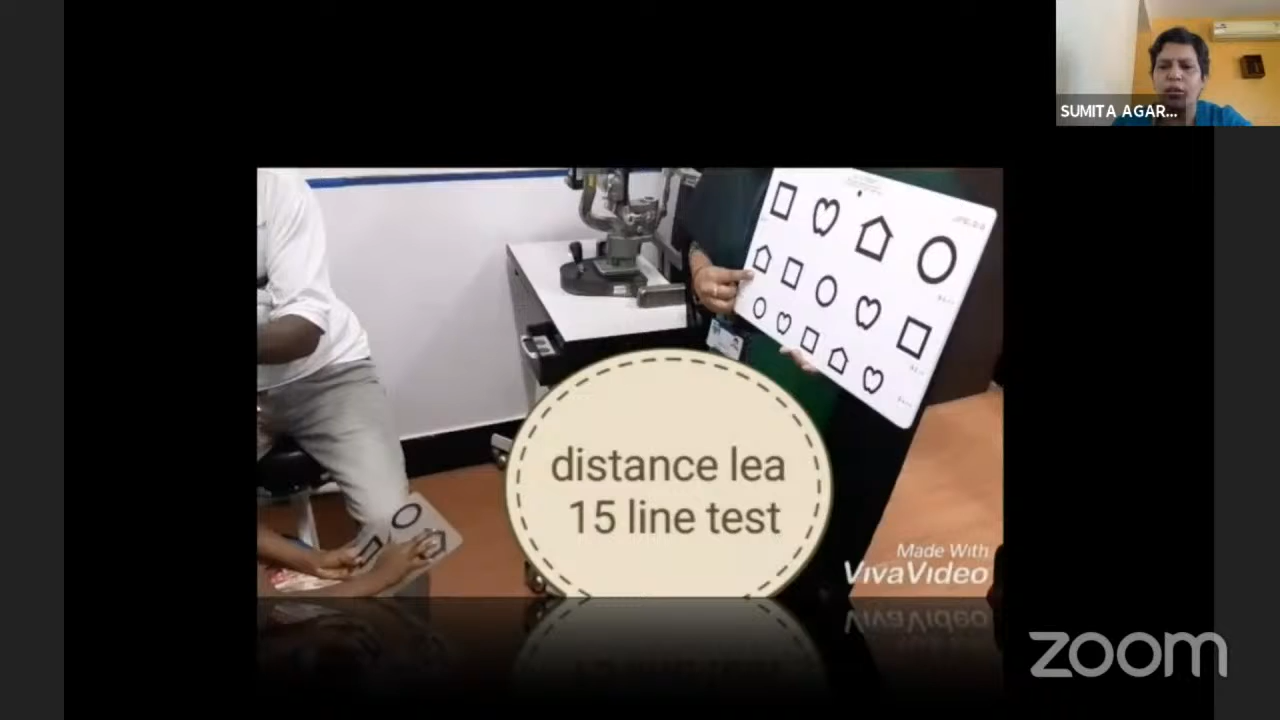 SUMITA AGAR...
distance lea
15 line test
Made With
VIVAVIDEO
zoom